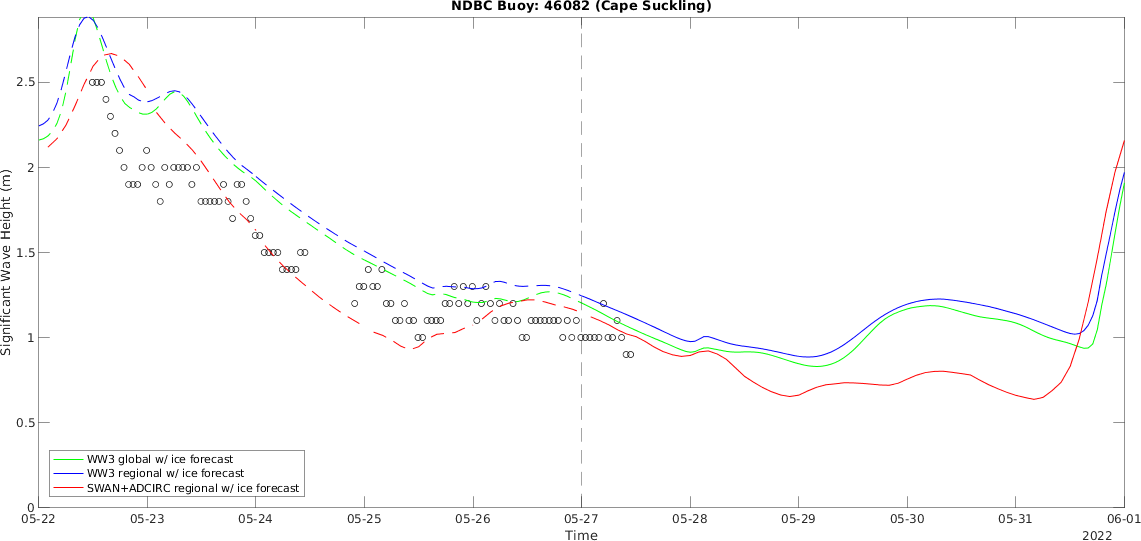 NDBC Buoy: 46082 (Cape Suckling)
Significant Wave Height (m)
2.5
2
1.5
1
0.5
0
WW3 global w/ ice forecast
WW3 regional w/ ice forecast
SWAN+ADCIRC regional w/ ice forecast
05-22 05-23 05-24 05-25 05-26 05-27 05-28 05-29 05-30 05-31 06-01
Time
2022